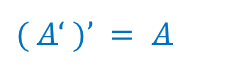 ( A‘ )’ = A